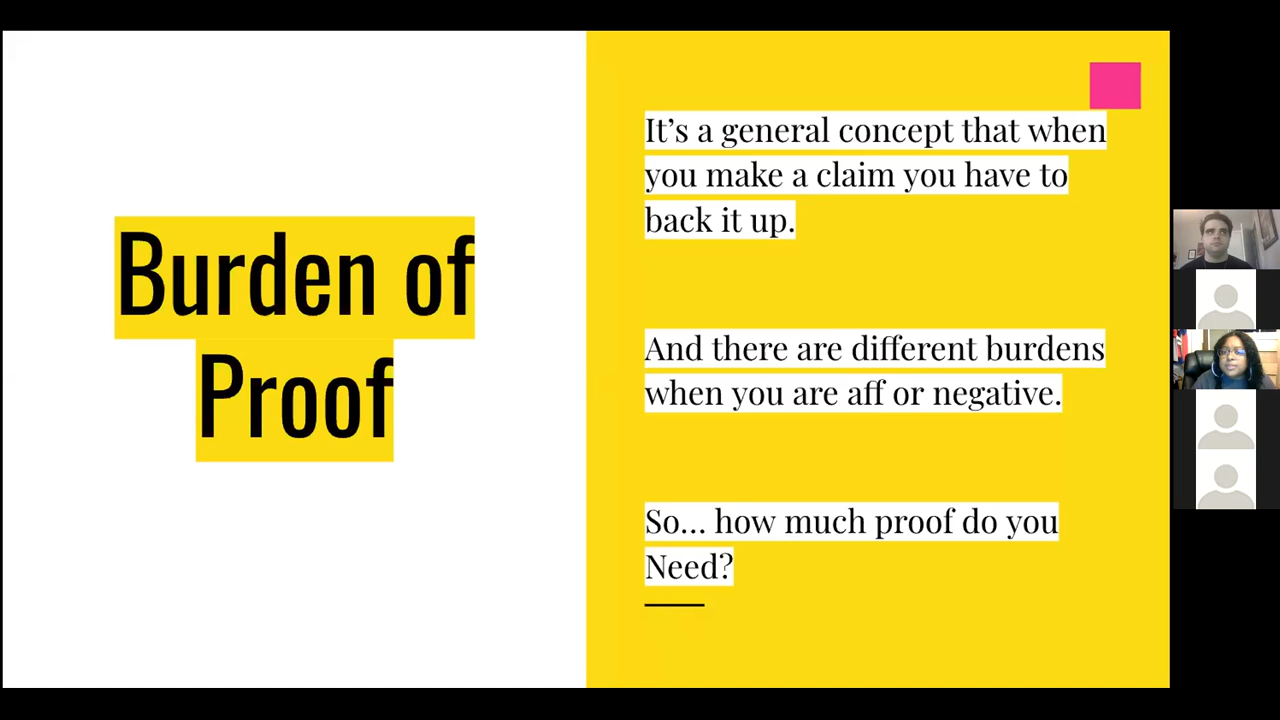 Burden of
Proof
It’s a general concept that when
you make a claim you have to
back it up.
And there are different burdens
when you are aff or negative.
So... how much proof do you
Need?